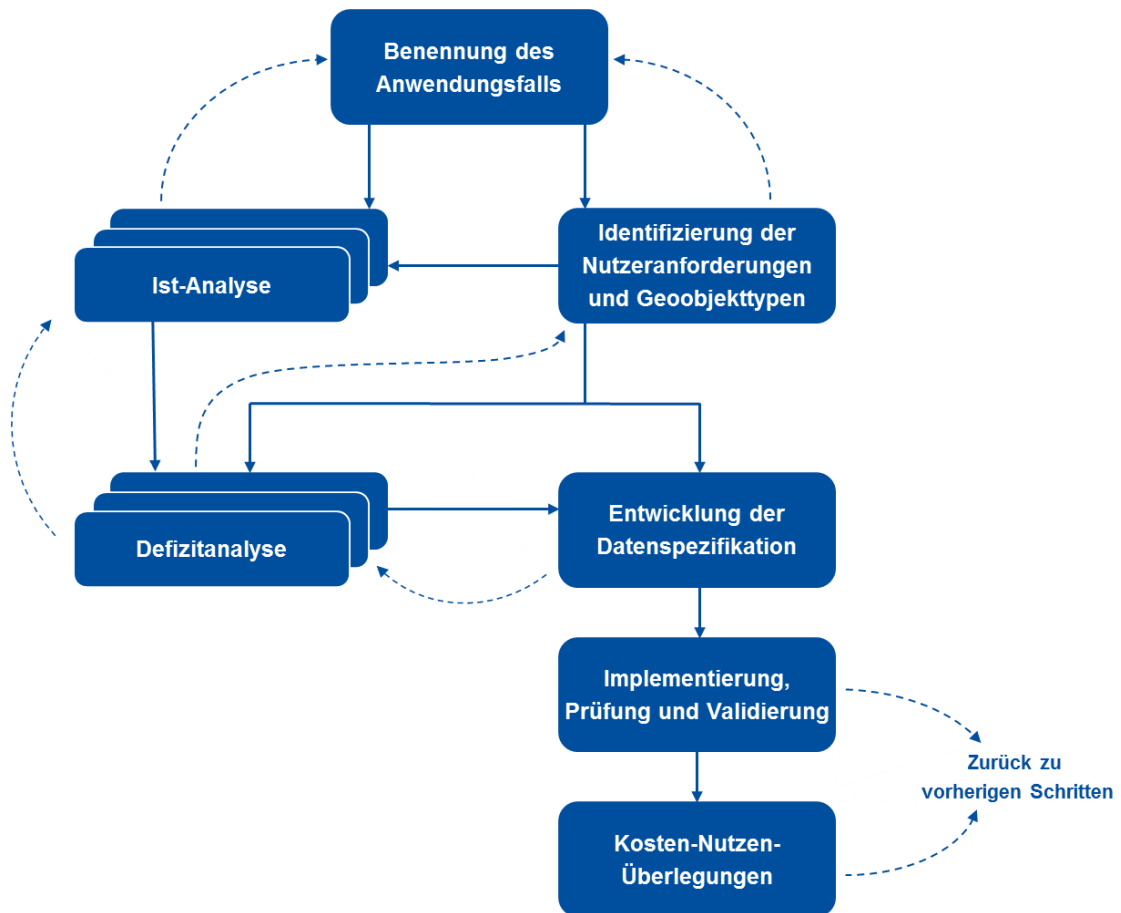 Benennung des
Anwendungsfalls
Identifizierung der
Nutzeranforderungen
und Geoobjekttypen
Ist-Analyse
Defizitanalyse
Entwicklung der
Datenspezifikation
Implementierung,
Prüfung und Validierung
Zurück zu
vorherigen Schritten
Kosten-Nutzen-
Überlegungen